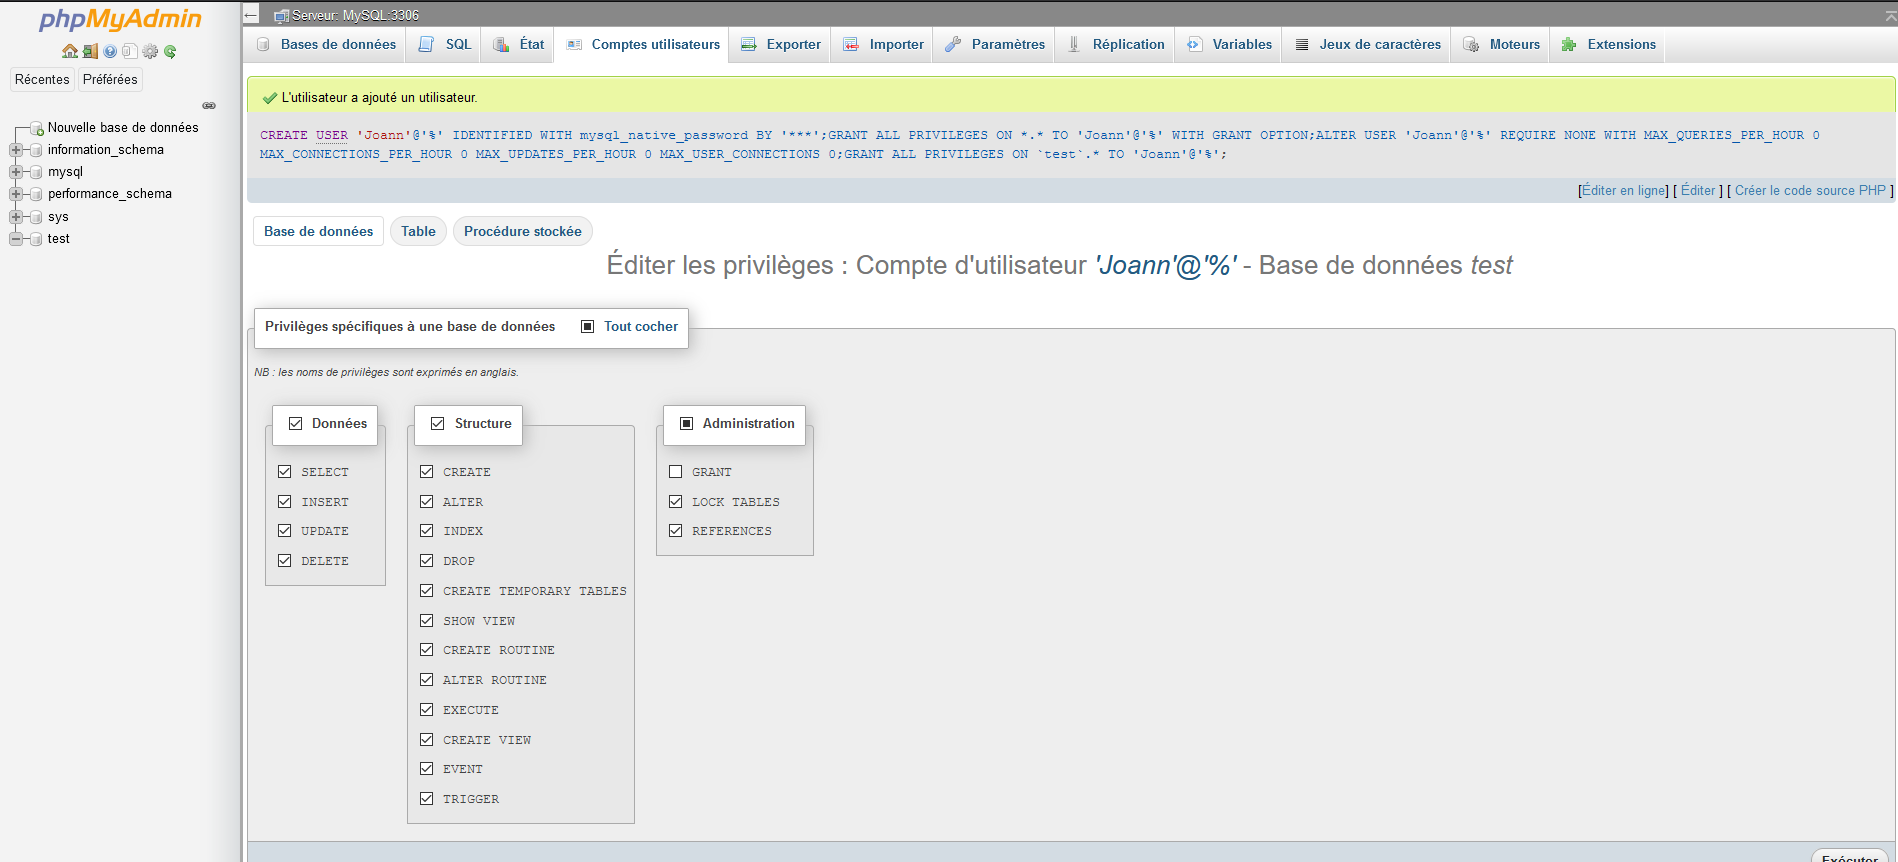 phpMyAdmin
Récentes Préférées
Nouvelle base de données
information_schema
mysql
performance_schema
sys
test
Serveur: MySQL:3306
Bases de données SQL État Comptes utilisateurs Exporter Importer Paramètres Réplication Variables Jeux de caractères Moteurs Extensions
L'utilisateur a ajouté un utilisateur.
CREATE USER 'Joann'@'%' IDENTIFIED WITH mysql_native_password BY '***';GRANT ALL PRIVILEGES ON *.* TO 'Joann'@'%' WITH GRANT OPTION;ALTER USER 'Joann'@'%' REQUIRE NONE WITH MAX_QUERIES_PER_HOUR 0
MAX_CONNECTIONS_PER_HOUR 0 MAX_UPDATES_PER_HOUR 0 MAX_USER_CONNECTIONS 0;GRANT ALL PRIVILEGES ON `test`.* TO 'Joann'@'%';
[Éditer en ligne] [ Éditer ] [ Créer le code source PHP ]
Base de données Table Procédure stockée
Éditer les privilèges : Compte d'utilisateur 'Joann'@'%' - Base de données test
Privilèges spécifiques à une base de données Tout cocher
NB : les noms de privilèges sont exprimés en anglais.
Données
SELECT
INSERT
UPDATE
DELETE
Structure
CREATE
ALTER
INDEX
DROP
CREATE TEMPORARY TABLES
SHOW VIEW
CREATE ROUTINE
ALTER ROUTINE
EXECUTE
CREATE VIEW
EVENT
TRIGGER
Administration
GRANT
LOCK TABLES
REFERENCES
Exécuter